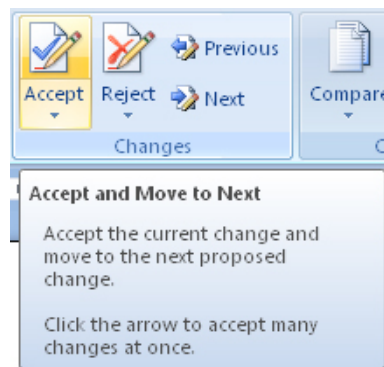 Previous
Accept Reject Next Compare
Changes
Accept and Move to Next
Accept the current change and
move to the next proposed
change.
Click the arrow to accept many
changes at once.